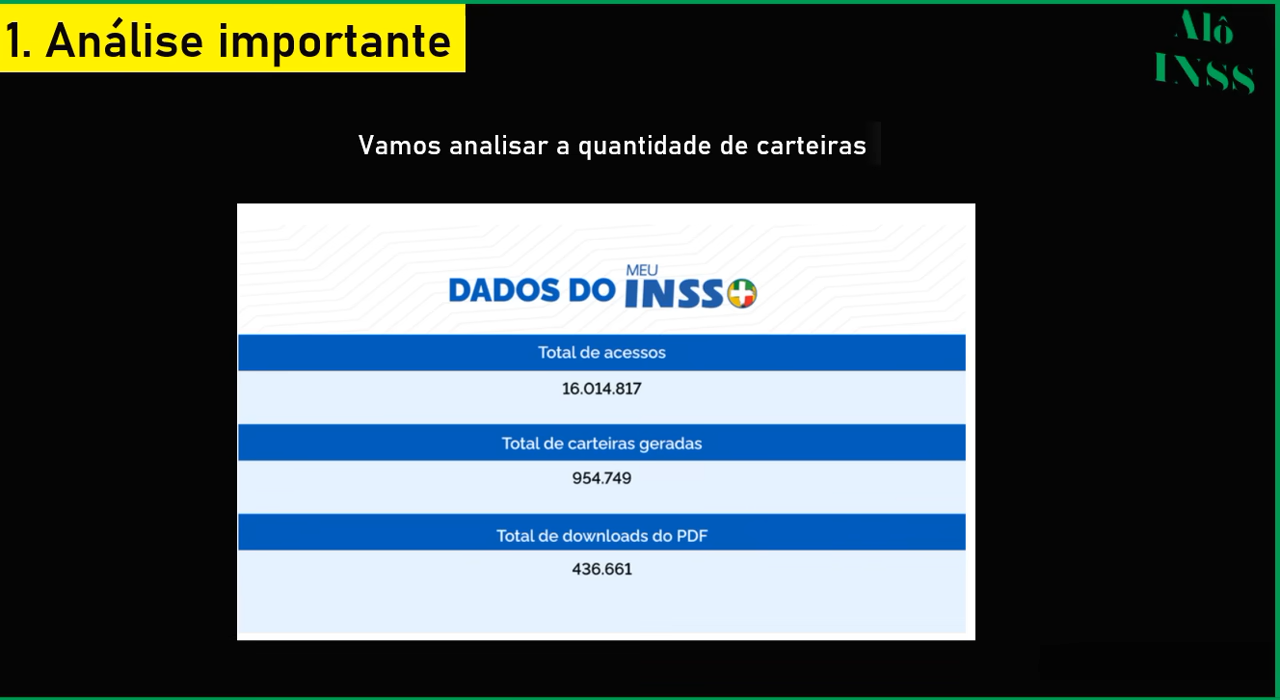 1. Análise importante
Alô
INSS
Vamos analisar a quantidade de carteiras
MEU
DADOS DO INSS+
Total de acessos
16.014.817
Total de carteiras geradas
954.749
Total de downloads do PDF
436.661